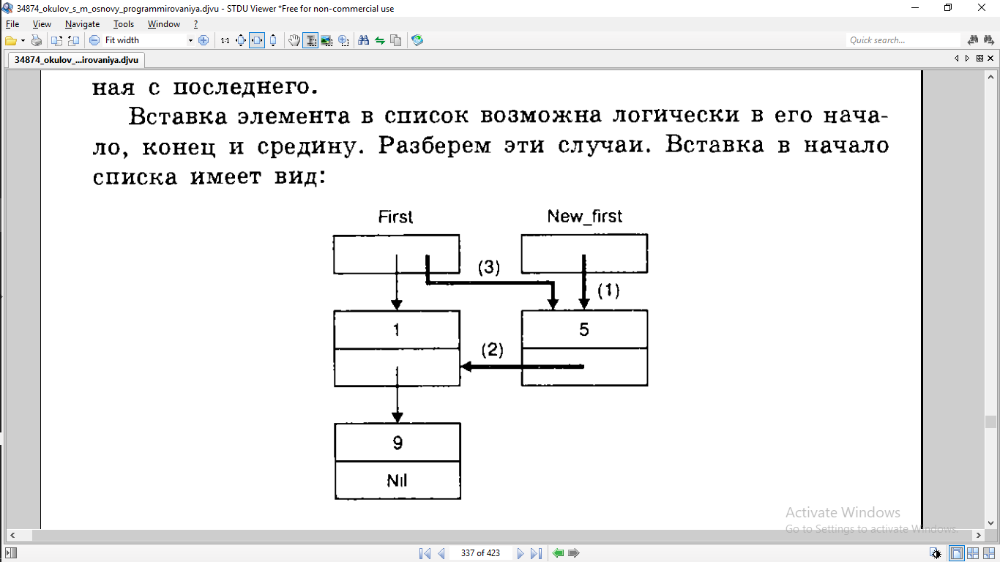 34874_okulov_s_m_osnovy_programmirovaniya.djvu - STDU Viewer *Free for non-commercial use
File View Navigate Tools Window ?
Fit width
1:1
Quick search...
34874_okulov_...irovaniya.djvu
ная с последнего.
Вставка элемента в список возможна логически в его нача-
ло, конец и средину. Разберем эти случаи. Вставка в начало
списка имеет вид:
First New_first
(3)
(1)
1 5
(2)
9
Nil
Activate Windows
Go to Settings to activate Windows.
337 of 423